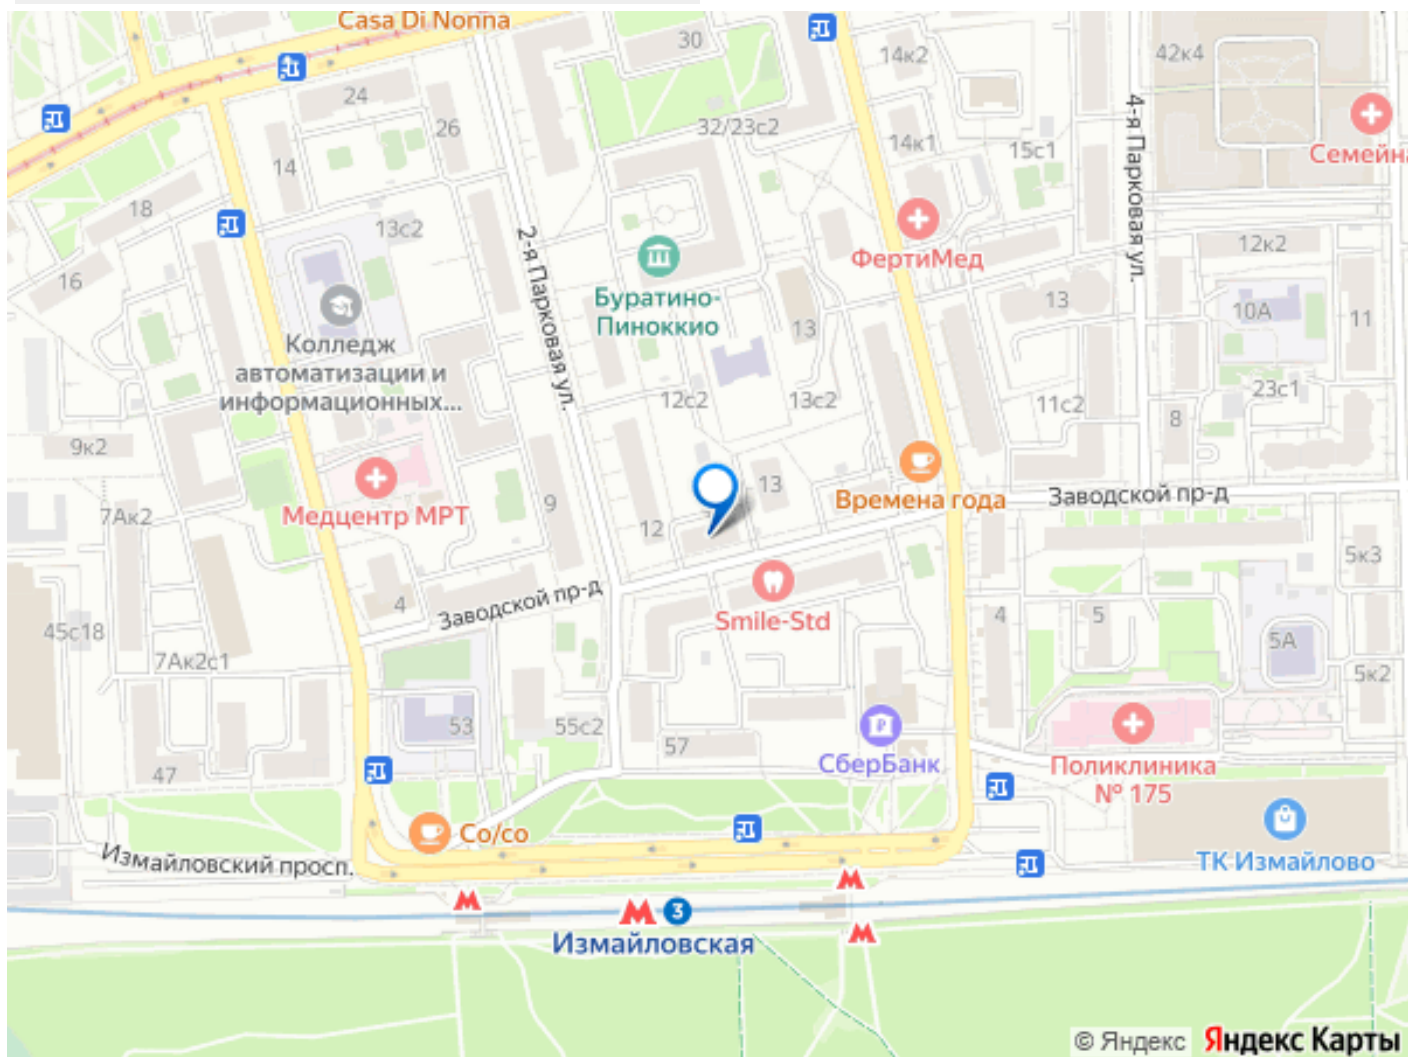 Casa Di Nonna
30
14к2
42к4
24
26
32/23с2
14к1
15с1
4-я Парковая ул.
Семейна
14
18
13с2
2-я Парковая ул.
ФертиМед
12к2
16
Буратино-
Пиноккио
13
13
10А
11
Колледж
автоматизации и
информационных...
12с2
13с2
11с2
23с1
8
9к2
13
Времена года
Заводской пр-д
7Ак2
Медцентр МРТ
9
12
5к3
4
Заводской пр-д
Smile-Std
4
5
5А
45с18
7Ак2с1
5к2
53
55с2
57
СберБанк
Поликлиника
№ 175
47
Co/co
Измайловский просп.
ТК Измайлово
М
М
М 3
М
Измайловская
© Яндекс Яндекс Карты